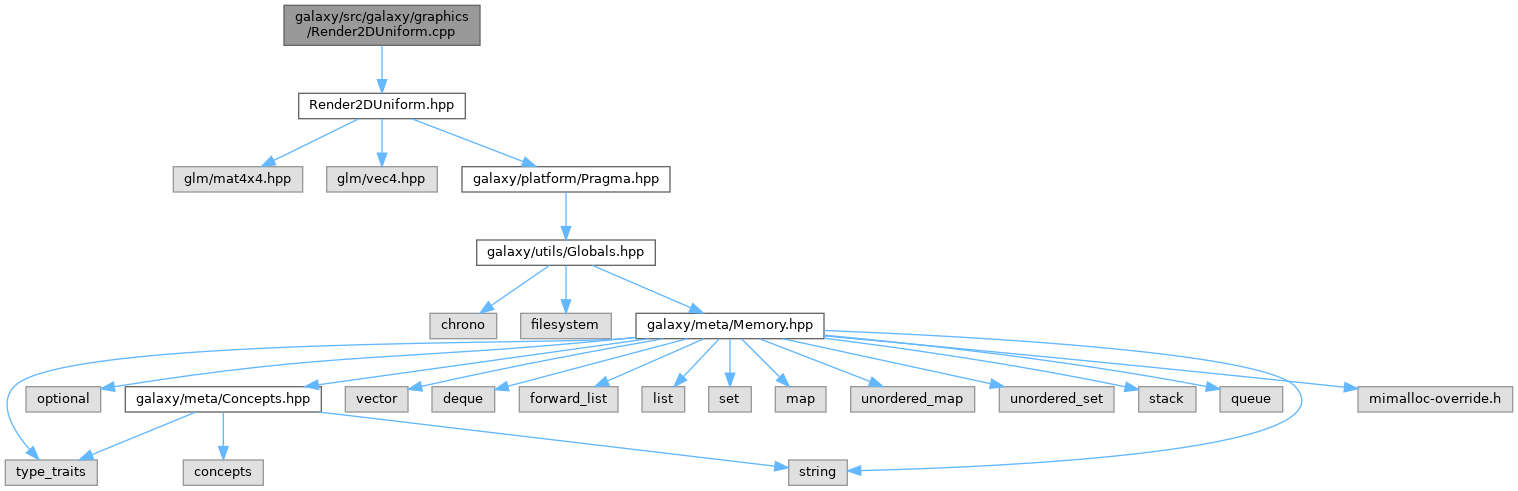 galaxy/src/galaxy/graphics
/Render2DUniform.cpp
Render2DUniform.hpp
glm/mat4x4.hpp
glm/vec4.hpp
galaxy/platform/Pragma.hpp
galaxy/utils/Globals.hpp
chrono
filesystem
galaxy/meta/Memory.hpp
optional
galaxy/meta/Concepts.hpp
vector
deque
forward_list
list
set
map
unordered_map
unordered_set
stack
queue
mimalloc-override.h
type_traits
concepts
string